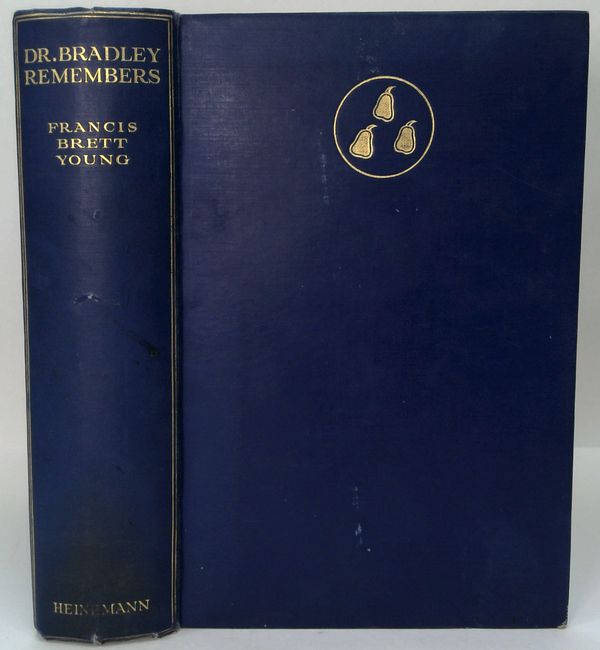 DR. BRADLEY
REMEMBERS
FRANCIS
BRETT
YOUNG
HEINEMANN